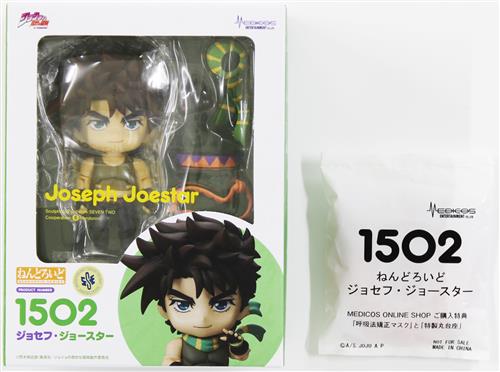 MEDICOS
ENTERTAINMENT
Joseph Joestar
ねんどろいど
PRODUCT NUMBER
1502
ジョセフ・ジョースター
MEDICOS
ENTERTAINMENT
1502
ねんどろいど
ジョセフ・ジョースター
MEDICOS ONLINE SHOP ご購入特典
「呼吸法矯正マスク」と「特製丸台座」
NOT FOR SALE
MADE IN CHINA